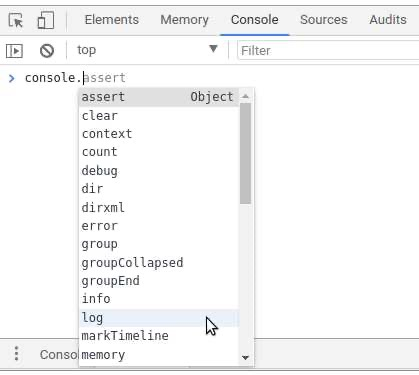 Elements Memory Console Sources Audits
top Filter
console.assert
assert Object
clear
context
count
debug
dir
dirxml
error
group
groupCollapsed
groupEnd
info
log
markTimeline
memory
Conso